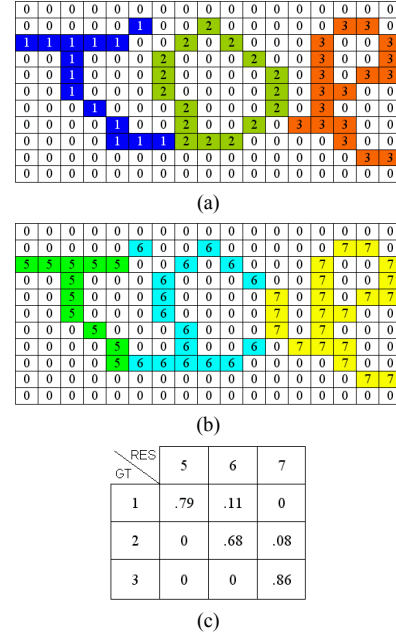 0 0 0 0 0 0 0 0 0 0 0 0 0 0 0 0 0
0 0 0 0 0 1 0 0 2 0 0 0 0 0 3 3 0
1 1 1 1 1 0 0 2 0 2 0 0 0 3 0 0 3
0 0 1 0 0 0 2 0 0 0 2 0 0 3 0 0 3
0 0 1 0 0 0 2 0 0 0 0 2 0 3 0 3 3
0 0 1 0 0 0 2 0 0 0 0 2 0 3 3 0 0
0 0 0 1 0 0 0 2 0 0 0 2 0 3 0 0 0
0 0 0 0 1 0 0 2 0 0 2 0 3 3 3 0 0
0 0 0 0 1 1 1 2 2 2 0 0 0 0 3 0 0
0 0 0 0 0 0 0 0 0 0 0 0 0 0 0 3 3
0 0 0 0 0 0 0 0 0 0 0 0 0 0 0 0 0
(a)
0 0 0 0 0 0 0 0 0 0 0 0 0 0 0 0 0
0 0 0 0 0 6 0 0 6 0 0 0 0 0 7 7 0
5 5 5 5 5 0 0 6 0 6 0 0 0 7 0 0 7
0 0 5 0 0 0 6 0 0 0 6 0 0 7 0 0 7
0 0 5 0 0 0 6 0 0 0 0 7 0 7 0 7 7
0 0 5 0 0 0 6 0 0 0 0 7 0 7 7 0 0
0 0 0 5 0 0 0 6 0 0 0 7 0 7 0 0 0
0 0 0 0 5 0 0 6 0 0 6 0 7 7 7 0 0
0 0 0 0 5 6 6 6 6 6 0 0 0 0 7 0 0
0 0 0 0 0 0 0 0 0 0 0 0 0 0 0 7 7
0 0 0 0 0 0 0 0 0 0 0 0 0 0 0 0 0
(b)
RES 5 6 7
GT
1 .79 .11 0
2 0 .68 .08
3 0 0 .86
(c)